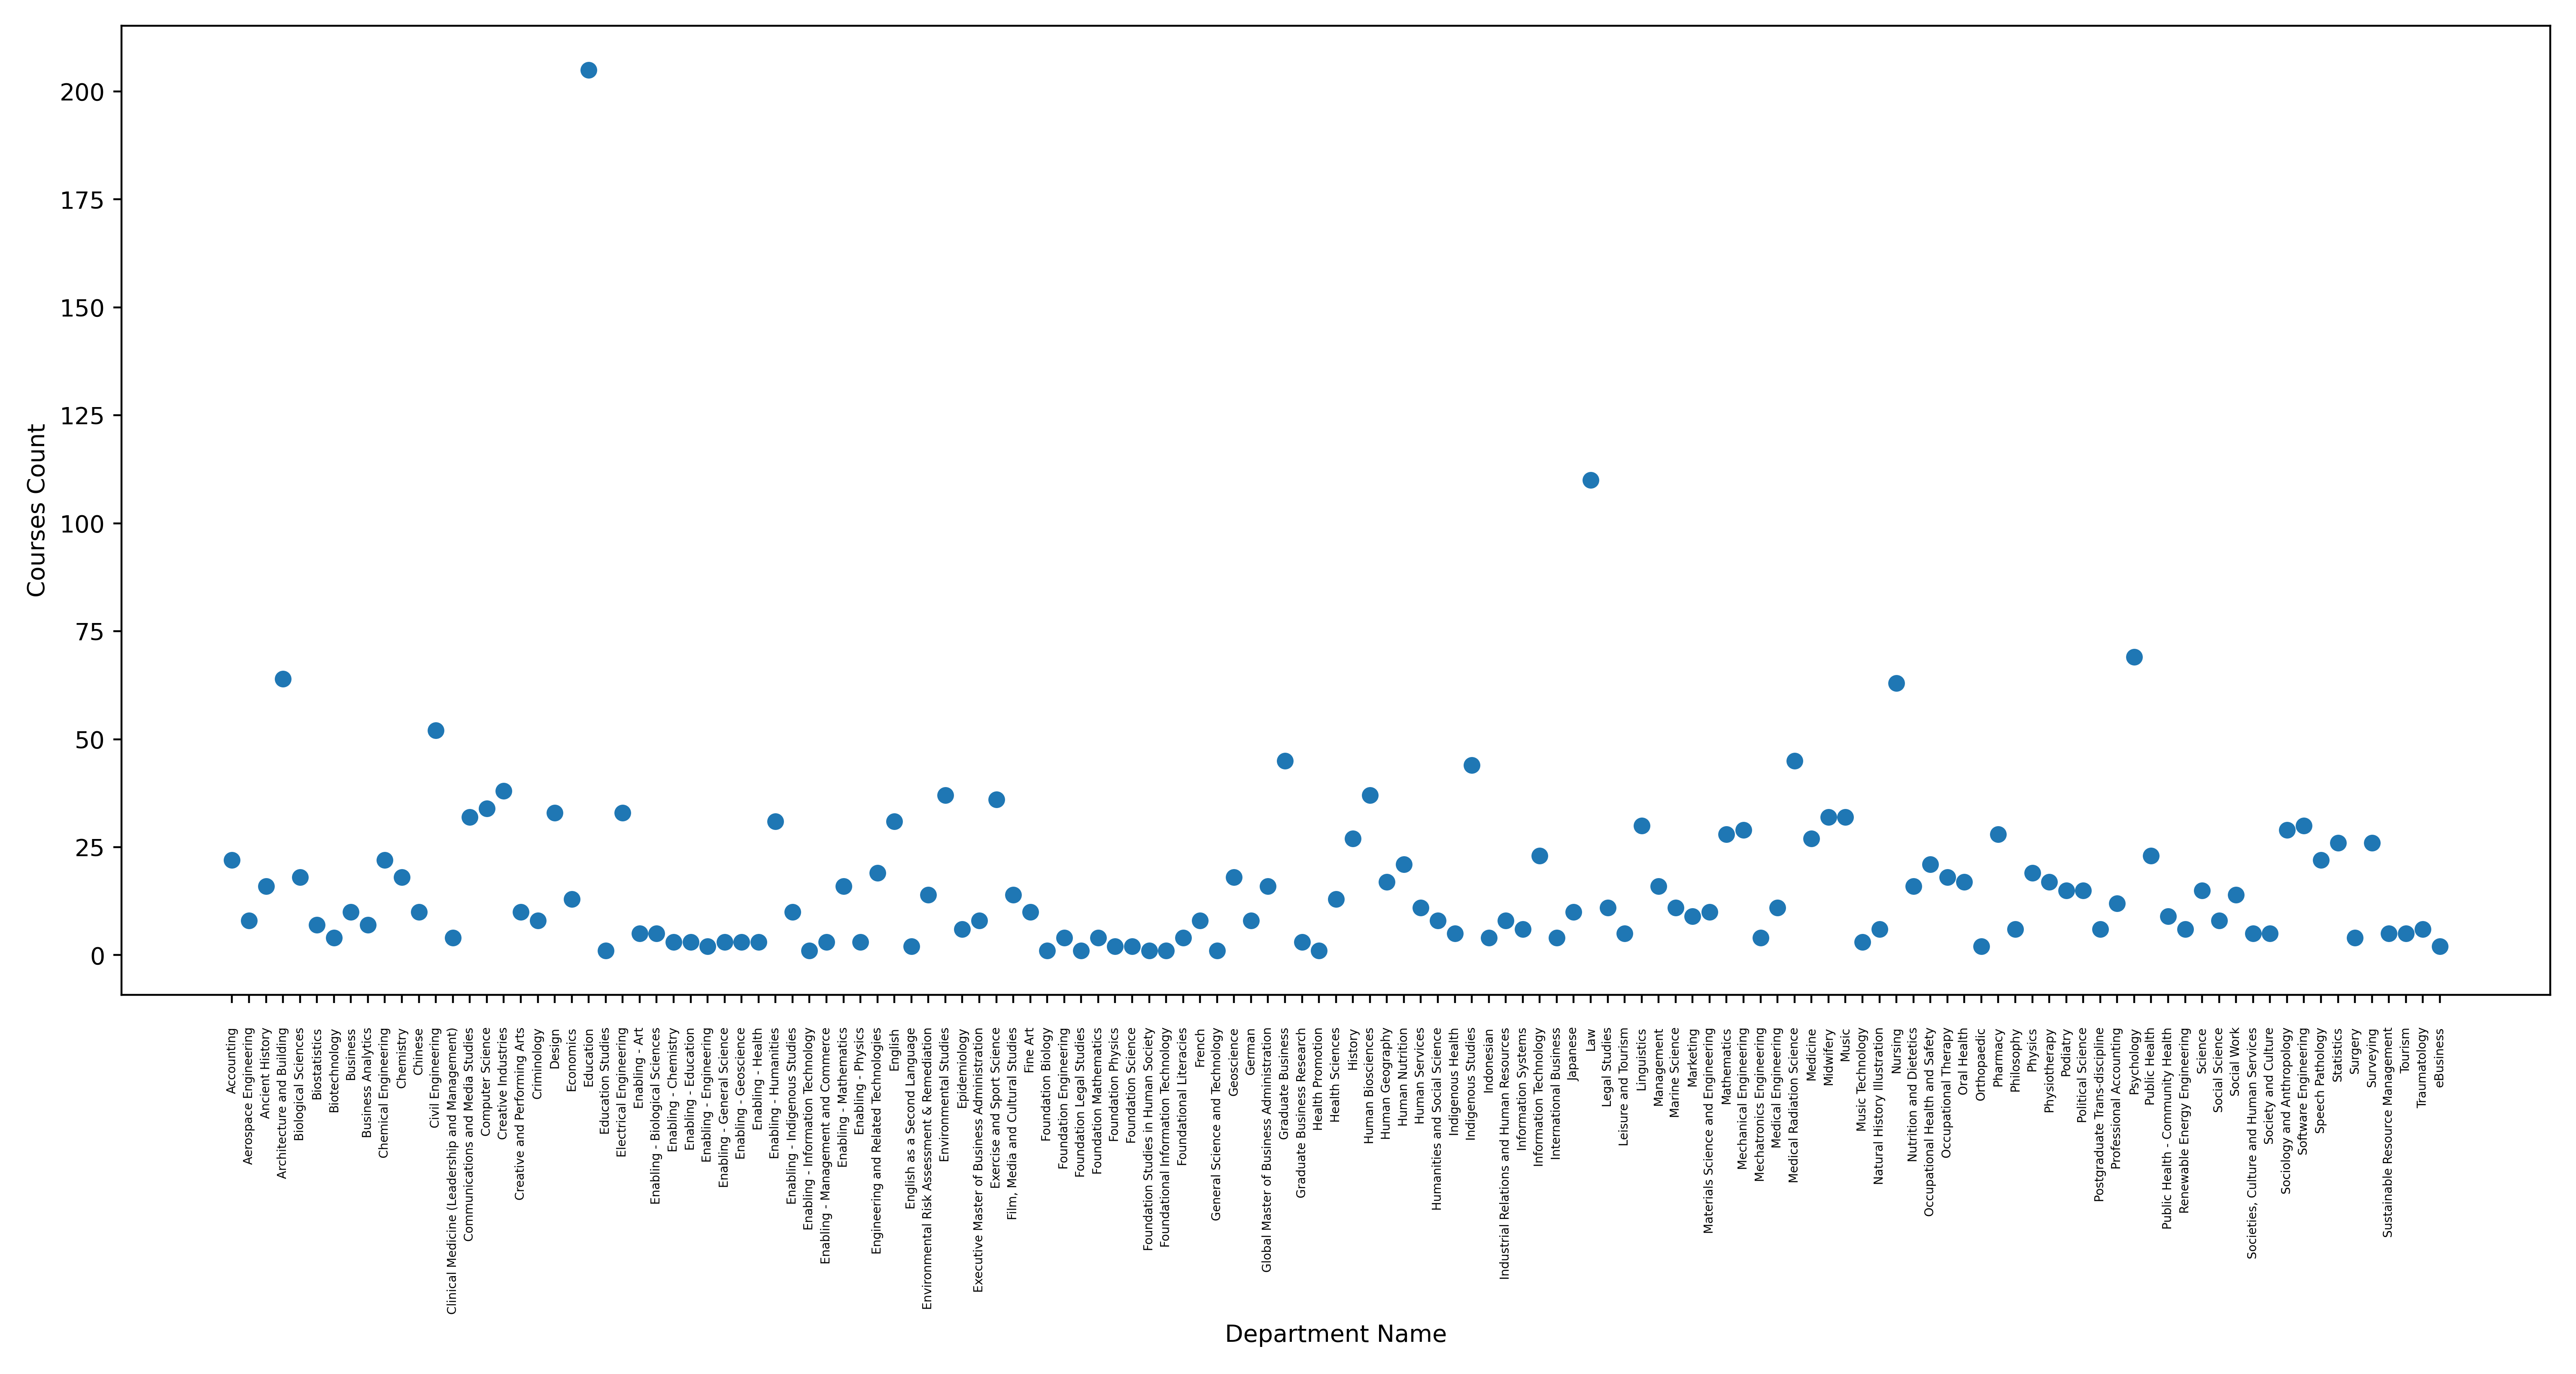 200
175
150
125
100
75
50
25
0
Courses Count
Accounting
Aerospace Engineering
Ancient History
Architecture and Building
Biological Sciences
Biostatistics
Biotechnology
Business
Business Analytics
Chemical Engineering
Chemistry
Chinese
Civil Engineering
Clinical Medicine (Leadership and Management)
Communications and Media Studies
Computer Science
Creative Industries
Creative and Performing Arts
Criminology
Design
Economics
Education
Education Studies
Electrical Engineering
Enabling - Art
Enabling - Biological Sciences
Enabling - Chemistry
Enabling - Education
Enabling - Engineering
Enabling - General Science
Enabling - Geoscience
Enabling - Health
Enabling - Humanities
Enabling - Indigenous Studies
Enabling - Information Technology
Enabling - Management and Commerce
Enabling - Mathematics
Enabling - Physics
Engineering and Related Technologies
English
English as a Second Language
Environmental Risk Assessment & Remediation
Environmental Studies
Epidemiology
Executive Master of Business Administration
Exercise and Sport Science
Film, Media and Cultural Studies
Fine Art
Foundation Biology
Foundation Engineering
Foundation Legal Studies
Foundation Mathematics
Foundation Physics
Foundation Science
Foundation Studies in Human Society
Foundational Information Technology
Foundational Literacies
French
General Science and Technology
Geoscience
German
Global Master of Business Administration
Graduate Business
Graduate Business Research
Health Promotion
Health Sciences
History
Human Biosciences
Human Geography
Human Nutrition
Human Services
Humanities and Social Science
Indigenous Health
Indigenous Studies
Indonesian
Industrial Relations and Human Resources
Information Systems
Information Technology
International Business
Japanese
Law
Legal Studies
Leisure and Tourism
Linguistics
Management
Marine Science
Marketing
Materials Science and Engineering
Mathematics
Mechanical Engineering
Mechatronics Engineering
Medical Engineering
Medical Radiation Science
Medicine
Midwifery
Music
Music Technology
Natural History Illustration
Nursing
Nutrition and Dietetics
Occupational Health and Safety
Occupational Therapy
Oral Health
Orthopaedic
Pharmacy
Philosophy
Physics
Physiotherapy
Podiatry
Political Science
Postgraduate Trans-discipline
Professional Accounting
Psychology
Public Health
Public Health - Community Health
Renewable Energy Engineering
Science
Social Science
Social Work
Societies, Culture and Human Services
Society and Culture
Sociology and Anthropology
Software Engineering
Speech Pathology
Statistics
Surgery
Surveying
Sustainable Resource Management
Tourism
Traumatology
eBusiness
Department Name